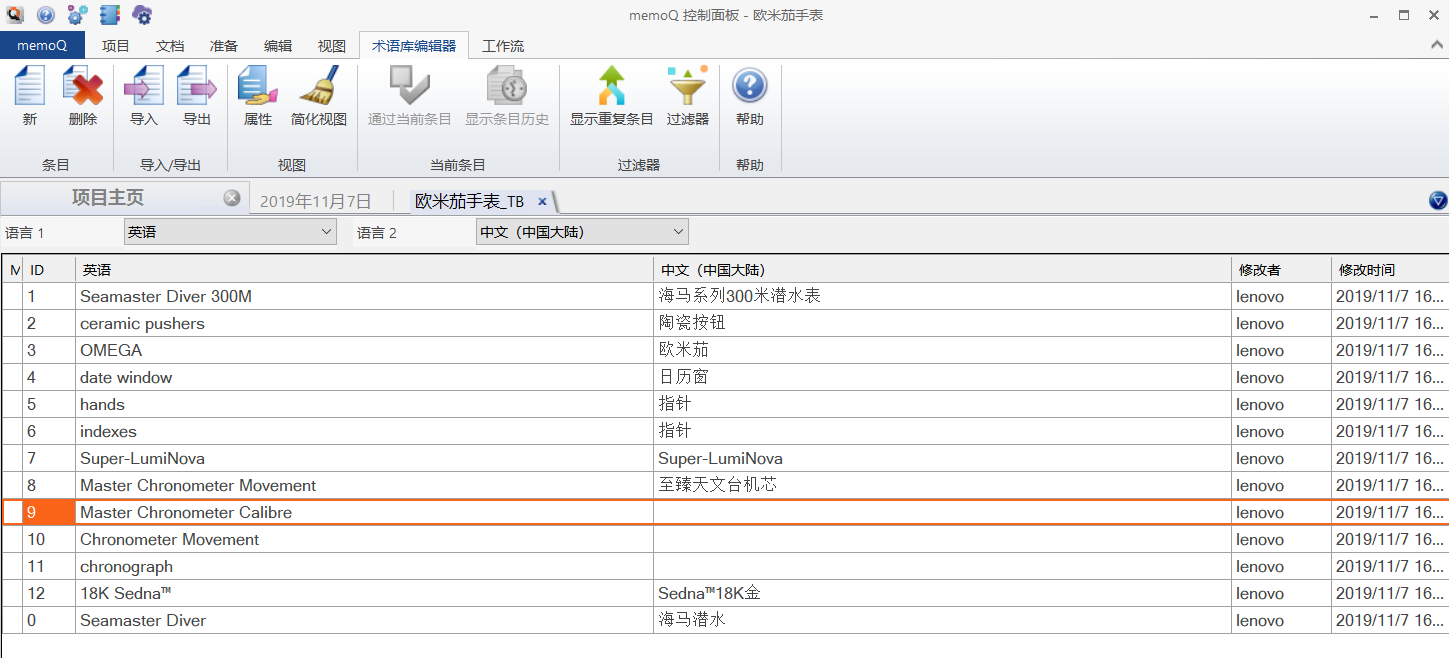 memoQ 控制面板 - 欧米茄手表
memoQ 项目 文档 准备 编辑 视图 术语库编辑器 工作流
新 删除 导入 导出 属性 简化视图 通过当前条目 显示条目历史 显示重复条目 过滤器 帮助
条目 导入/导出 视图 当前条目 过滤器 帮助
项目主页 2019年11月7日 欧米茄手表_TB
语言 1 英语 语言 2 中文（中国大陆）
M ID 英语 中文（中国大陆） 修改者 修改时间
1 Seamaster Diver 300M 海马系列300米潜水表 lenovo 2019/11/7 16...
2 ceramic pushers 陶瓷按钮 lenovo 2019/11/7 16...
3 OMEGA 欧米茄 lenovo 2019/11/7 16...
4 date window 日历窗 lenovo 2019/11/7 16...
5 hands 指针 lenovo 2019/11/7 16...
6 indexes 指针 lenovo 2019/11/7 16...
7 Super-LumiNova Super-LumiNova lenovo 2019/11/7 16...
8 Master Chronometer Movement 至臻天文台机芯 lenovo 2019/11/7 16...
9 Master Chronometer Calibre lenovo 2019/11/7 16...
10 Chronometer Movement lenovo 2019/11/7 16...
11 chronograph lenovo 2019/11/7 16...
12 18K Sedna™ Sedna™18K金 lenovo 2019/11/7 16...
0 Seamaster Diver 海马潜水 lenovo 2019/11/7 16...